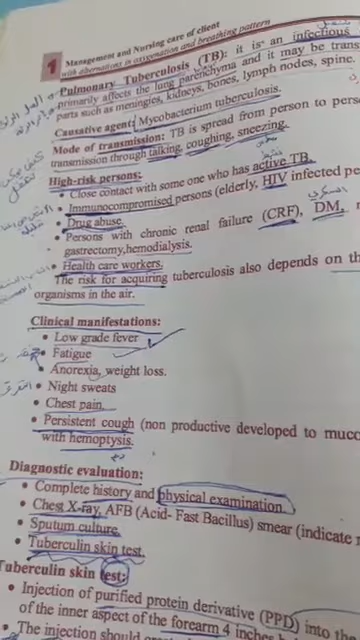 1
Management and Nursing care of client
with alternations in oxygenation and breathing pattern
Pulmonary Tuberculosis (TB): it is an infectious
primarily affects the lung parenchyma and it may be trans
parts such as meningies, kidneys, bones, lymph nodes, spine.
Causative agent: Mycobacterium tuberculosis.
Mode of transmission: TB is spread from person to perso
transmission through talking, coughing, sneezing.
High-risk persons:
• Close contact with some one who has active TB.
• Immunocompromised persons (elderly, HIV infected pe
• Drug abuse.
• Persons with chronic renal failure (CRF), DM,
gastrectomy,hemodialysis.
• Health care workers.
The risk for acquiring tuberculosis also depends on th
organisms in the air.
Clinical manifestations:
• Low grade fever
• Fatigue
• Anorexia, weight loss.
• Night sweats
• Chest pain.
• Persistent cough (non productive developed to muco
with hemoptysis.
Diagnostic evaluation:
• Complete history and physical examination.
• Chest X-ray, AFB (Acid- Fast Bacillus) smear (indicate
• Sputum culture
• Tuberculin skin test.
Tuberculin skin test:
• Injection of purified protein derivative (PPD) into the
of the inner aspect of the forearm 4 inches
• The injection should